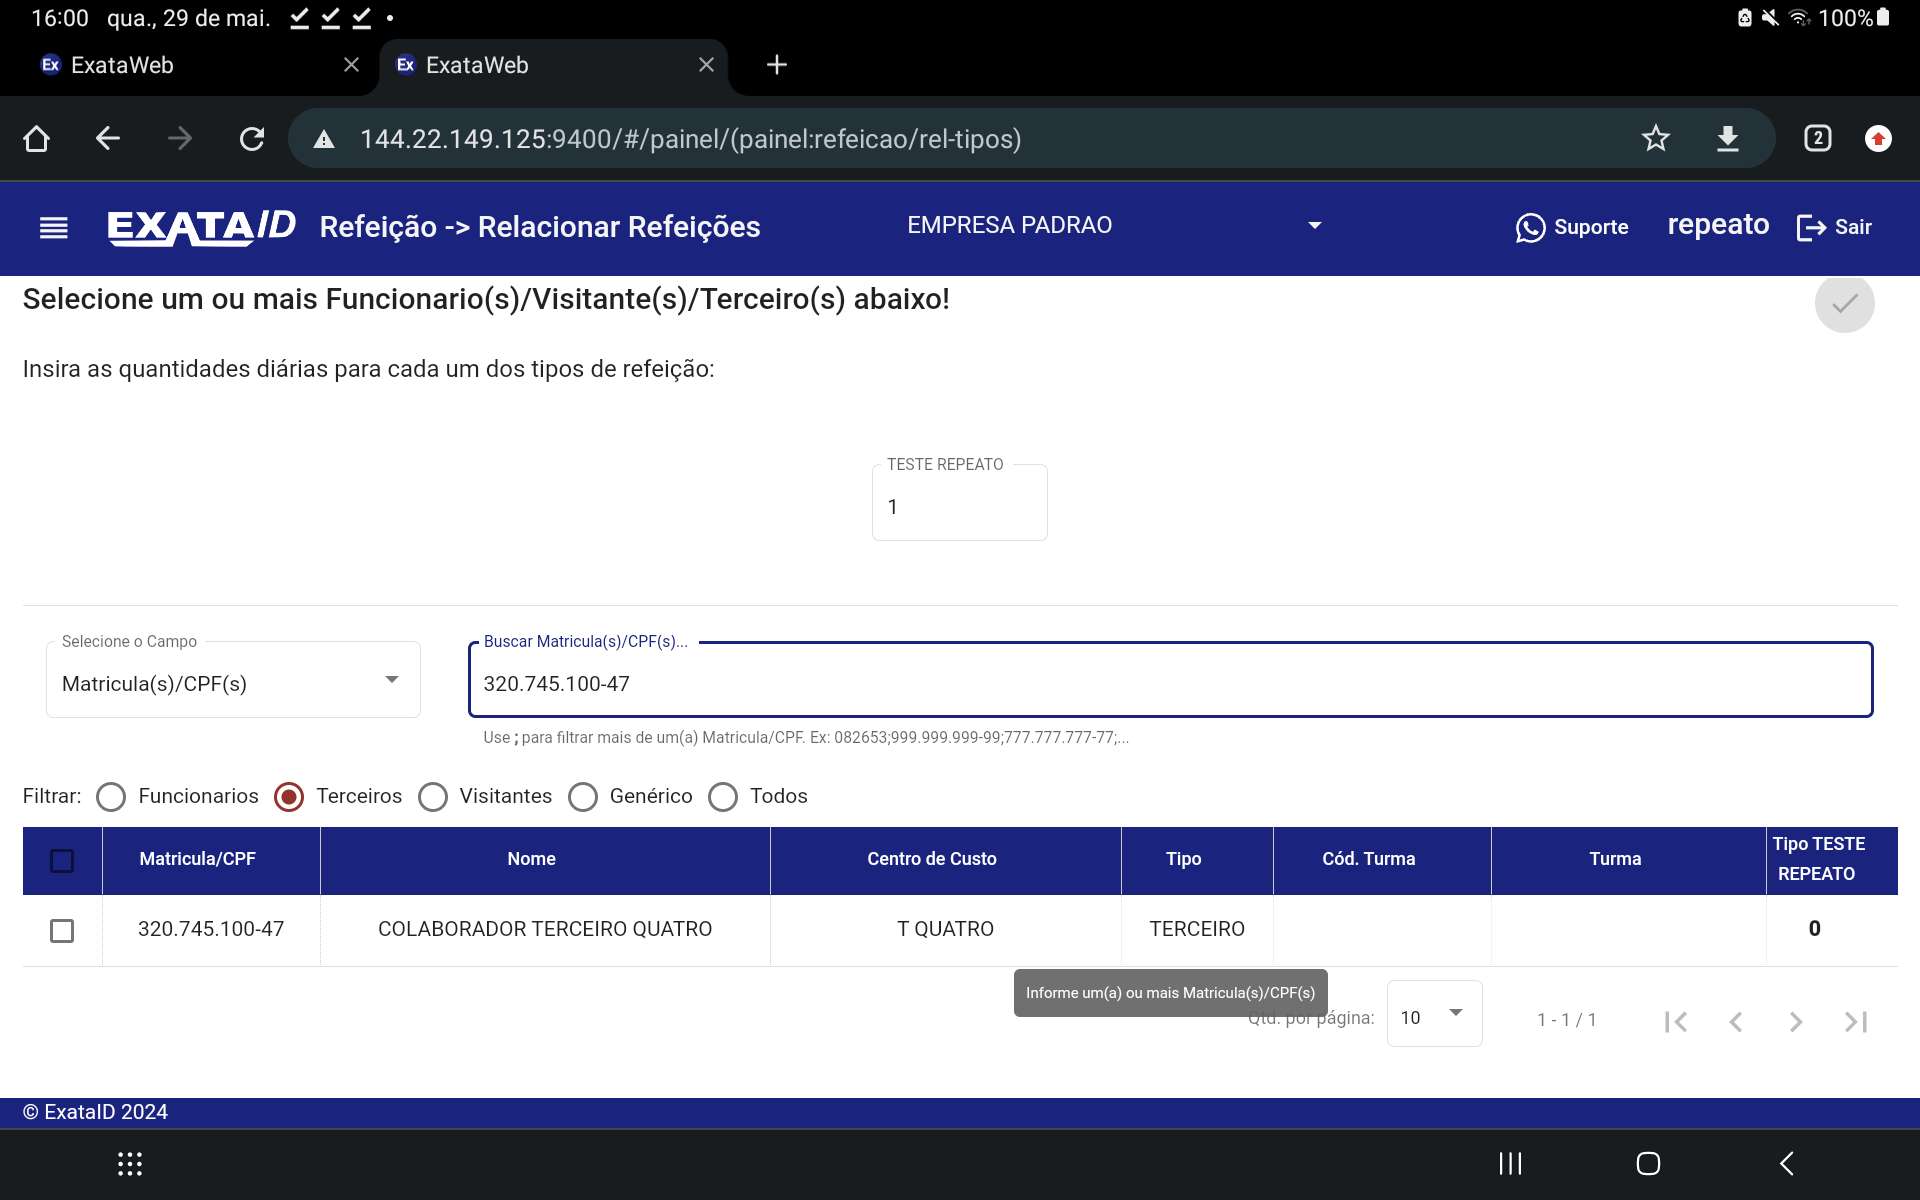 16:00 qua., 29 de mai.
100%
Ex ExataWeb
Ex ExataWeb
144.22.149.125:9400/#/painel/(painel:refeicao/rel-tipos)
2
EXATAID Refeição -> Relacionar Refeições EMPRESA PADRAO Suporte repeato Sair
Selecione um ou mais Funcionario(s)/Visitante(s)/Terceiro(s) abaixo!
Insira as quantidades diárias para cada um dos tipos de refeição:
TESTE REPEATO
1
Selecione o Campo
Matricula(s)/CPF(s)
Buscar Matricula(s)/CPF(s)...
320.745.100-47
Use ; para filtrar mais de um(a) Matricula/CPF. Ex: 082653;999.999.999-99;777.777.777-77;...
Filtrar: Funcionarios Terceiros Visitantes Genérico Todos
Matricula/CPF Nome Centro de Custo Tipo Cód. Turma Turma Tipo TESTE REPEATO
320.745.100-47 COLABORADOR TERCEIRO QUATRO T QUATRO TERCEIRO 0
Informe um(a) ou mais Matricula(s)/CPF(s)
Qtd. por página: 10 1 - 1 / 1
© ExataID 2024